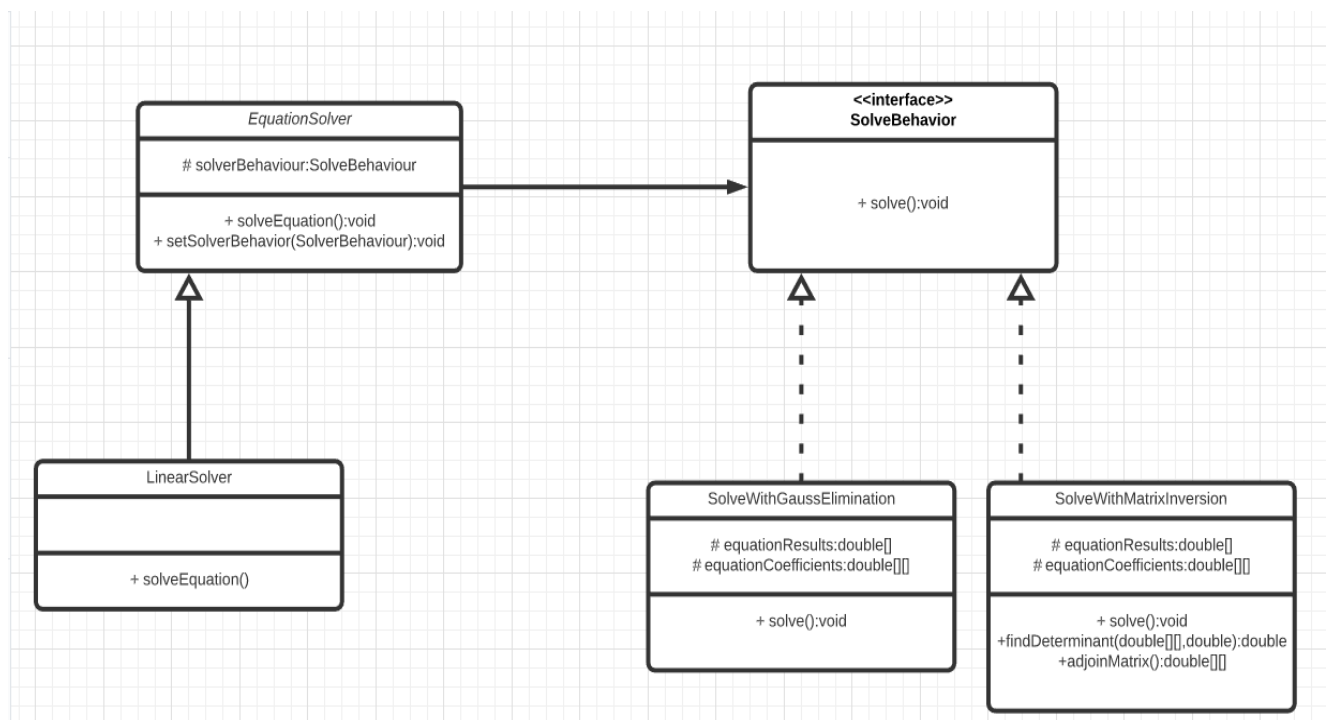 EquationSolver
# solverBehaviour:SolveBehaviour
+ solveEquation():void
+ setSolverBehavior(SolverBehaviour):void
<<interface>>
SolveBehavior
+ solve():void
LinearSolver
+ solveEquation()
SolveWithGaussElimination
# equationResults:double[]
# equationCoefficients:double[][]
+ solve():void
SolveWithMatrixInversion
# equationResults:double[]
# equationCoefficients:double[][]
+ solve():void
+findDeterminant(double[][],double):double
+adjoinMatrix():double[][]